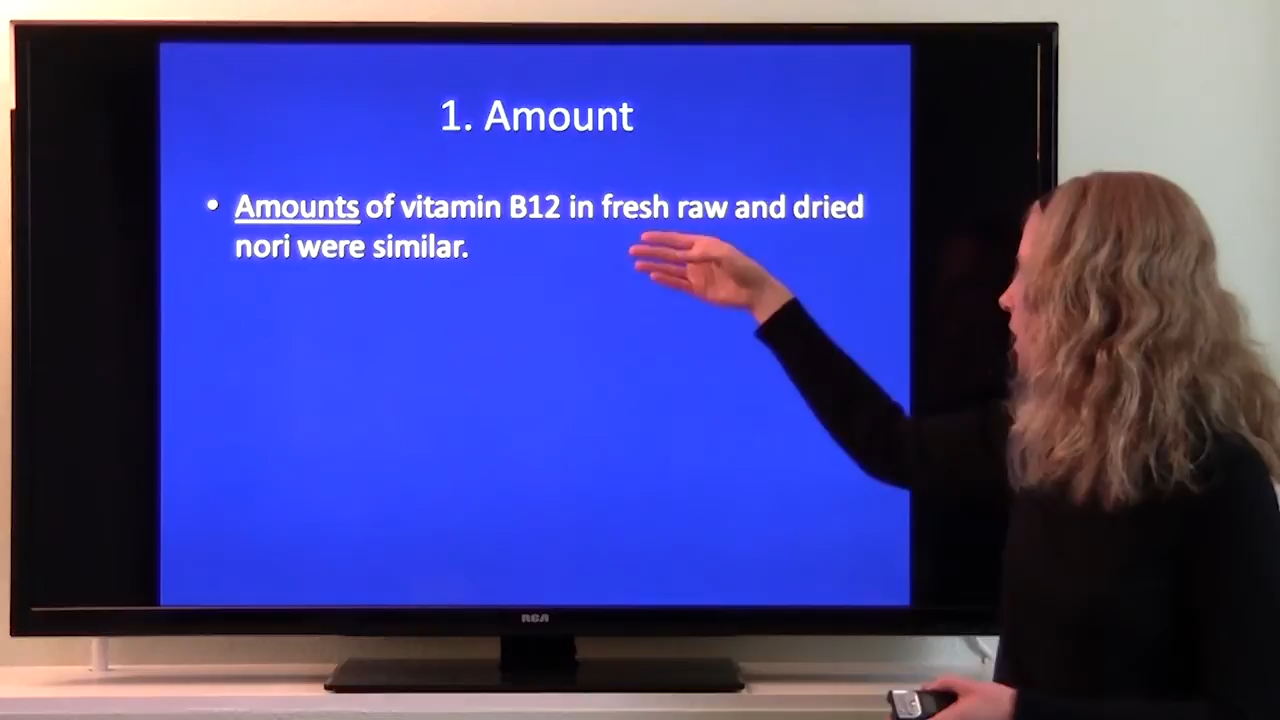 1. Amount
• Amounts of vitamin B12 in fresh raw and dried
nori were similar.
RCA